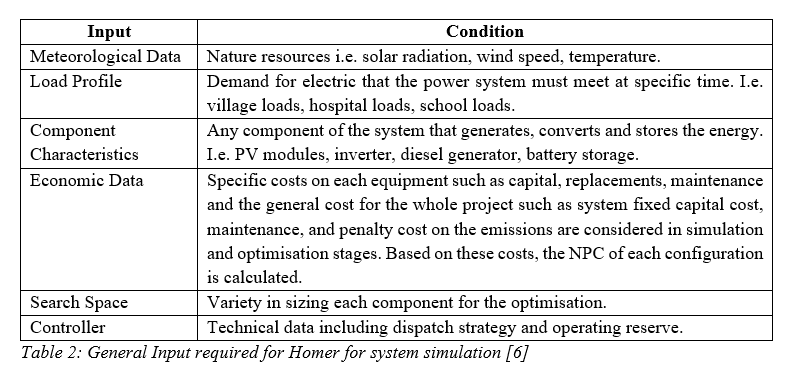 Input Condition
Meteorological Data Nature resources i.e. solar radiation, wind speed, temperature.
Load Profile Demand for electric that the power system must meet at specific time. I.e.
village loads, hospital loads, school loads.
Component Any component of the system that generates, converts and stores the energy.
Characteristics I.e. PV modules, inverter, diesel generator, battery storage.
Economic Data Specific costs on each equipment such as capital, replacements, maintenance
and the general cost for the whole project such as system fixed capital cost,
maintenance, and penalty cost on the emissions are considered in simulation
and optimisation stages. Based on these costs, the NPC of each configuration
is calculated.
Search Space Variety in sizing each component for the optimisation.
Controller Technical data including dispatch strategy and operating reserve.
Table 2: General Input required for Homer for system simulation [6]